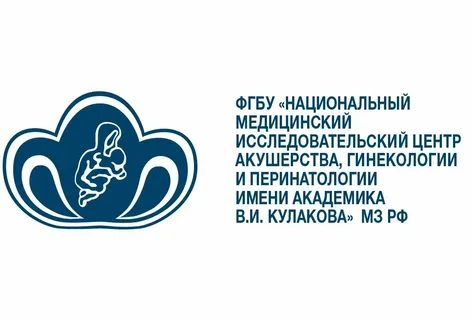 ФГБУ «НАЦИОНАЛЬНЫЙ
МЕДИЦИНСКИЙ
ИССЛЕДОВАТЕЛЬСКИЙ ЦЕНТР
АКУШЕРСТВА, ГИНЕКОЛОГИИ
И ПЕРИНАТОЛОГИИ
ИМЕНИ АКАДЕМИКА
В.И. КУЛАКОВА» МЗ РФ